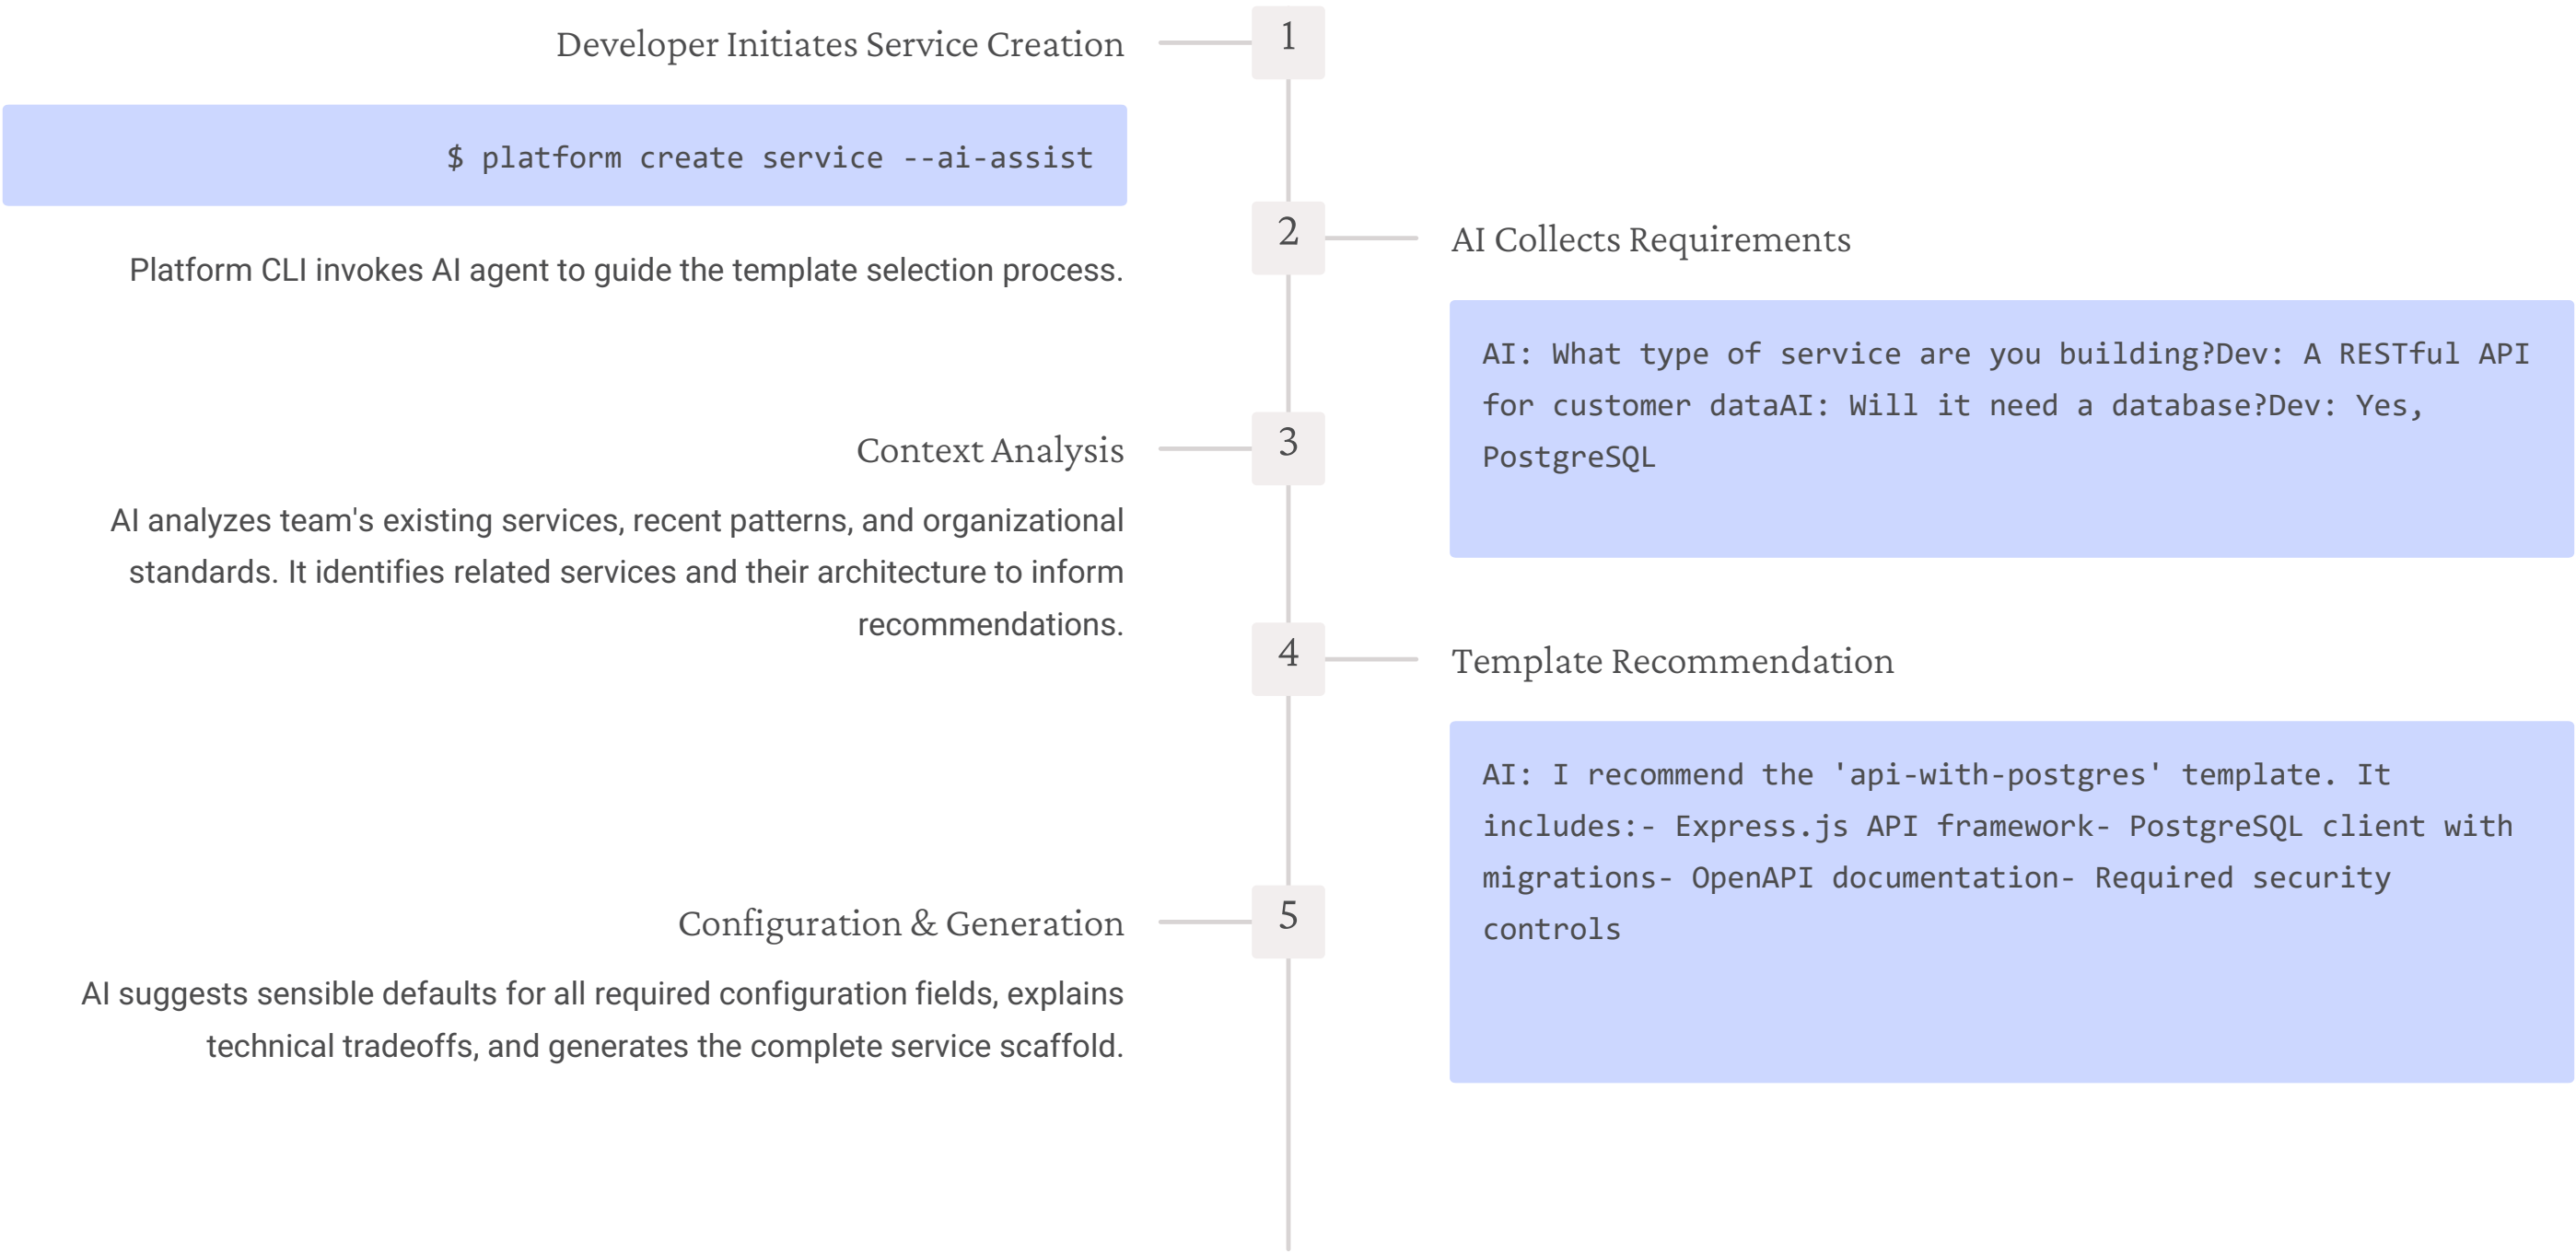 1
Developer Initiates Service Creation
$ platform create service --ai-assist
Platform CLI invokes AI agent to guide the template selection process.
2
AI Collects Requirements
AI: What type of service are you building?Dev: A RESTful API
for customer dataAI: Will it need a database?Dev: Yes,
PostgreSQL
3
Context Analysis
AI analyzes team's existing services, recent patterns, and organizational
standards. It identifies related services and their architecture to inform
recommendations.
4
Template Recommendation
AI: I recommend the 'api-with-postgres' template. It
includes:- Express.js API framework- PostgreSQL client with
migrations- OpenAPI documentation- Required security
controls
5
Configuration & Generation
AI suggests sensible defaults for all required configuration fields, explains
technical tradeoffs, and generates the complete service scaffold.